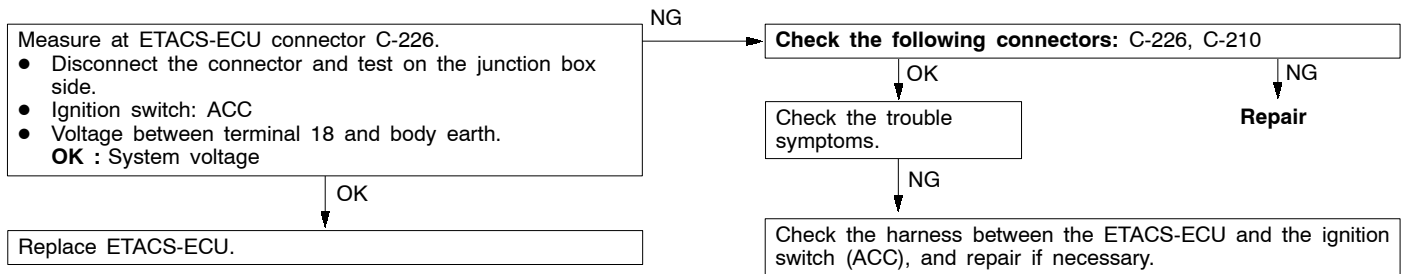 NG
Measure at ETACS-ECU connector C-226.
● Disconnect the connector and test on the junction box
side.
● Ignition switch: ACC
● Voltage between terminal 18 and body earth.
OK : System voltage
OK
Replace ETACS-ECU.
Check the following connectors: C-226, C-210
OK
NG
Check the trouble
symptoms.
Repair
NG
Check the harness between the ETACS-ECU and the ignition
switch (ACC), and repair if necessary.